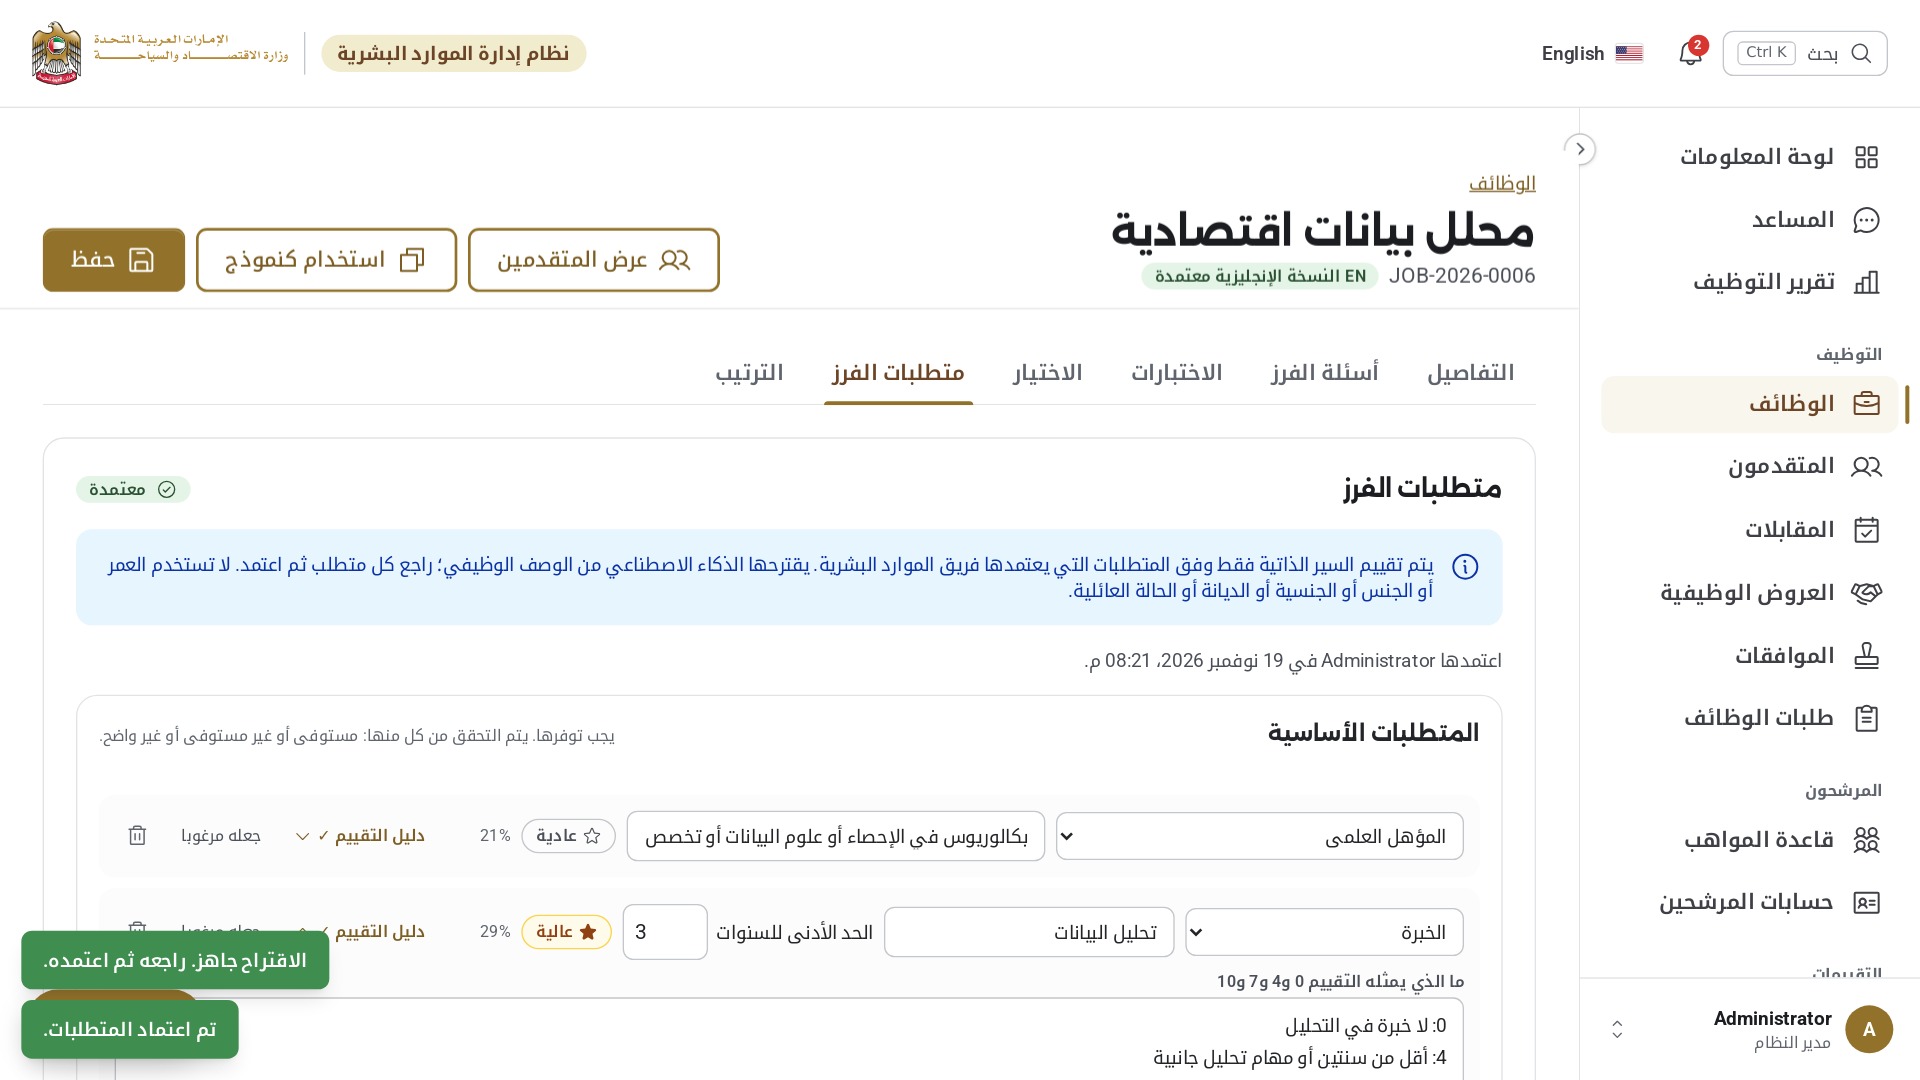 الإمارات العربية المتحدة
وزارة الاقتصاد والسياحة
نظام إدارة الموارد البشرية
English
2
بحث
Ctrl K
لوحة المعلومات
المساعد
تقرير التوظيف
التوظيف
الوظائف
المتقدمون
المقابلات
العروض الوظيفية
الموافقات
طلبات الوظائف
المرشحون
قاعدة المواهب
حسابات المرشحين
التقييمات
A
Administrator
مدير النظام
الوظائف
محلل بيانات اقتصادية
JOB-2026-0006
EN النسخة الإنجليزية معتمدة
عرض المتقدمين
استخدام كنموذج
حفظ
التفاصيل
أسئلة الفرز
الاختبارات
الاختيار
متطلبات الفرز
الترتيب
متطلبات الفرز
معتمدة
يتم تقييم السير الذاتية فقط وفق المتطلبات التي يعتمدها فريق الموارد البشرية. يقترحها الذكاء الاصطناعي من الوصف الوظيفي؛ راجع كل متطلب ثم اعتمد. لا تستخدم العمر
أو الجنس أو الجنسية أو الديانة أو الحالة العائلية.
اعتمدها Administrator في 19 نوفمبر 2026، 08:21 م.
المتطلبات الأساسية
يجب توفرها. يتم التحقق من كل منها: مستوفى أو غير مستوفى أو غير واضح.
المؤهل العلمي
بكالوريوس في الإحصاء أو علوم البيانات أو تخصص
عادية
21%
دليل التقييم ✓
جعله مرغوبا
الخبرة
تحليل البيانات
الحد الأدنى للسنوات
3
عالية
29%
دليل التقييم ✓
جعله مرغوبا
ما الذي يمثله التقييم 0 و4 و7 و10
0: لا خبرة في التحليل
4: أقل من سنتين أو مهام تحليل جانبية
الاقتراح جاهز. راجعه ثم اعتمده.
تم اعتماد المتطلبات.